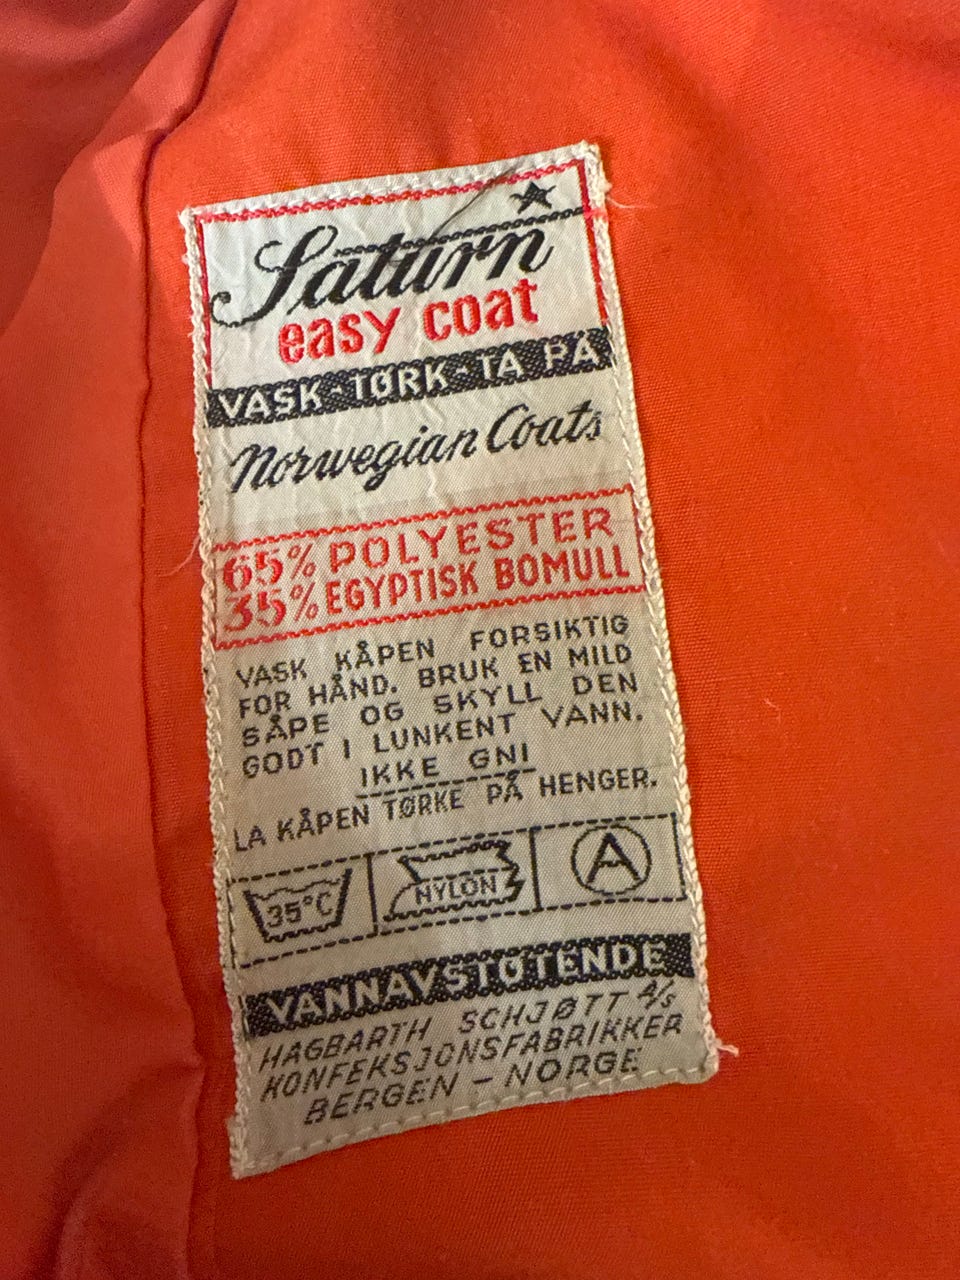 Saturn
easy coat
VASK-TØRK-TA PÅ
Norwegian Coats
65% POLYESTER
35% EGYPTISK BOMULL
VASK KÅPEN FORSIKTIG
FOR HÅND. BRUK EN MILD
SÅPE OG SKYLL DEN
GODT I LUNKENT VANN.
IKKE GNI
LA KÅPEN TØRKE PÅ HENGER.
35°C NYLON A
VANNAVSTØTENDE
HAGBARTH SCHJØTT A/S
KONFEKSJONSFABRIKKER
BERGEN - NORGE